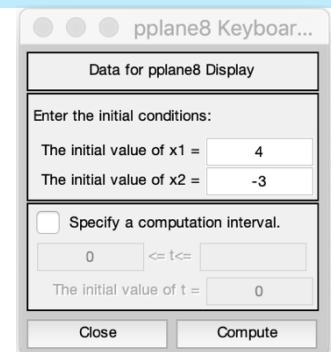 pplane8 Keyboar...
Data for pplane8 Display
Enter the initial conditions:
The initial value of x1 = 4
The initial value of x2 = -3
Specify a computation interval.
0 <= t<=
The initial value of t = 0
Close Compute